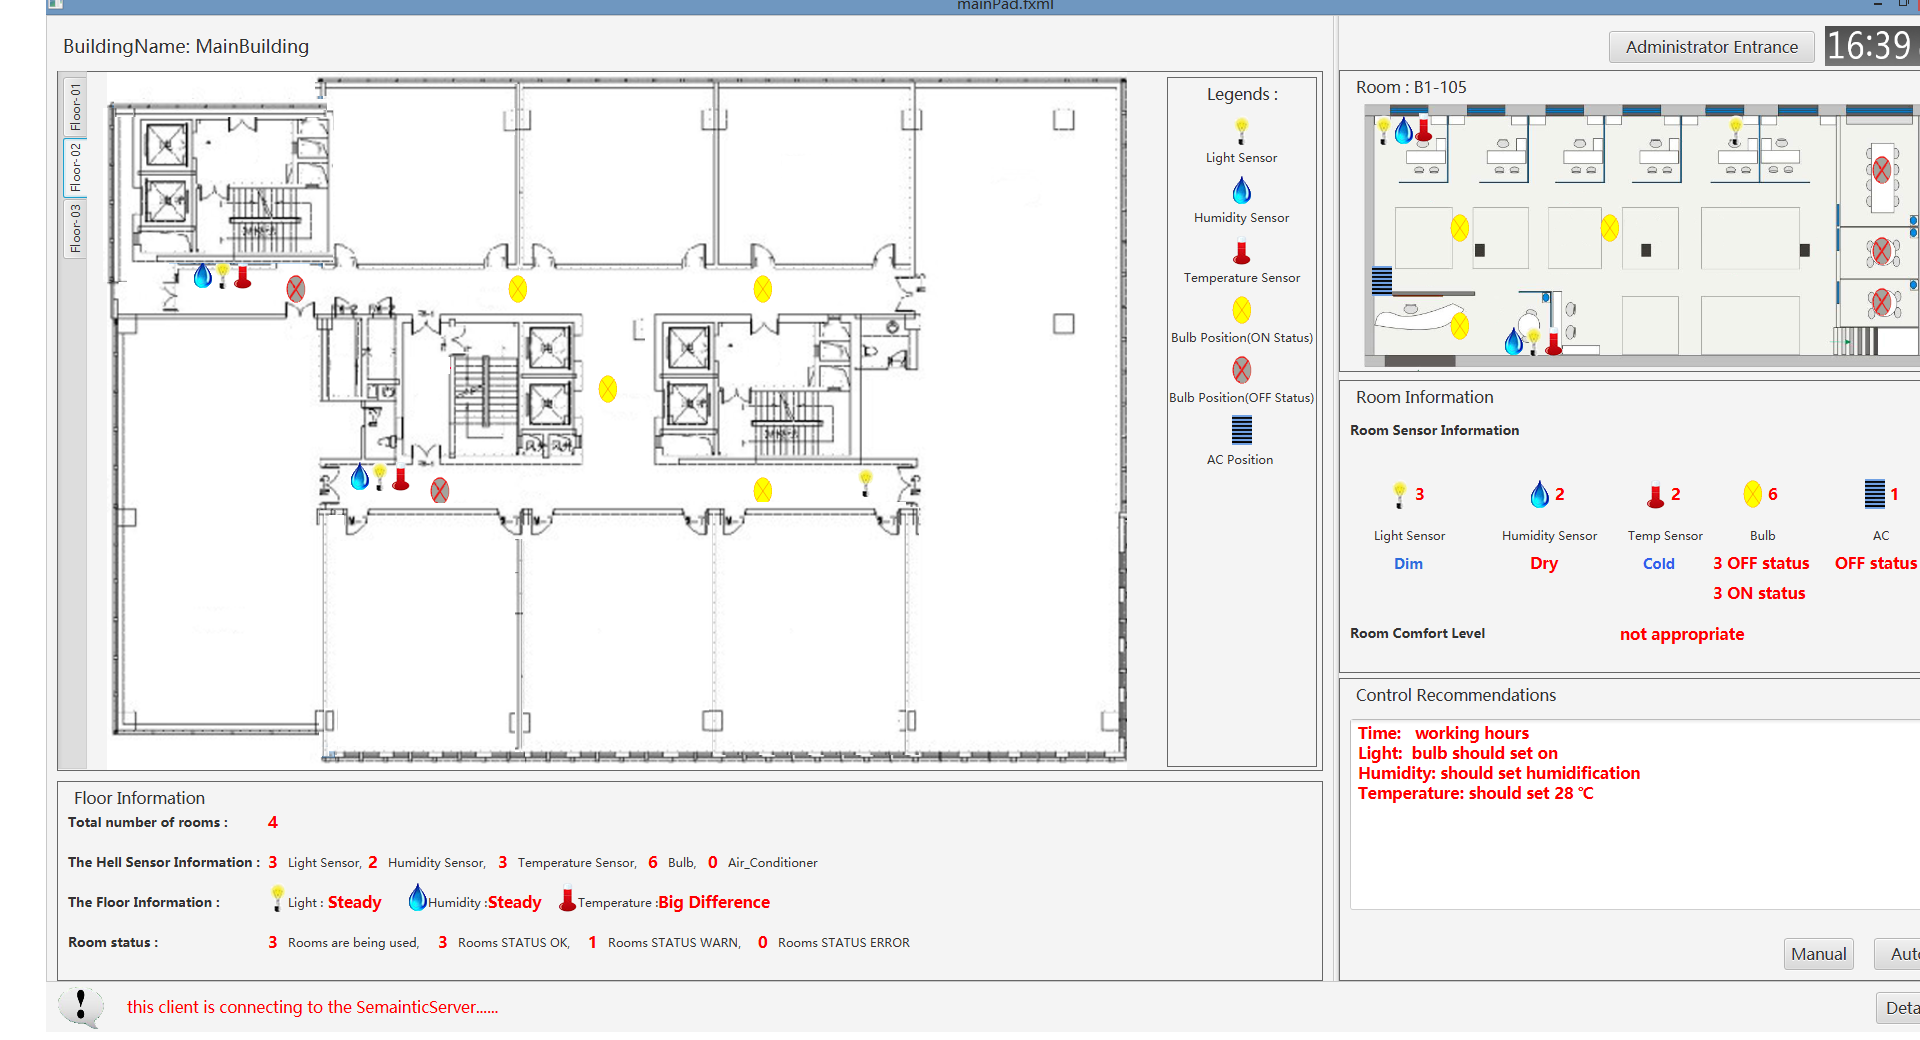 mainPad.fxml
BuildingName: MainBuilding
Administrator Entrance
16:39
Floor-01
Floor-02
Floor-03
Legends :
Light Sensor
Humidity Sensor
Temperature Sensor
Bulb Position(ON Status)
Bulb Position(OFF Status)
AC Position
Room : B1-105
Room Information
Room Sensor Information
3 2 2 6 1
Light Sensor Humidity Sensor Temp Sensor Bulb AC
Dim Dry Cold 3 OFF status OFF status
3 ON status
Room Comfort Level not appropriate
Control Recommendations
Time: working hours
Light: bulb should set on
Humidity: should set humidification
Temperature: should set 28 ℃
Manual
Floor Information
Total number of rooms : 4
The Hell Sensor Information : 3 Light Sensor, 2 Humidity Sensor, 3 Temperature Sensor, 6 Bulb, 0 Air_Conditioner
The Floor Information : Light : Steady Humidity :Steady Temperature :Big Difference
Room status : 3 Rooms are being used, 3 Rooms STATUS OK, 1 Rooms STATUS WARN, 0 Rooms STATUS ERROR
this client is connecting to the SemainticServer......